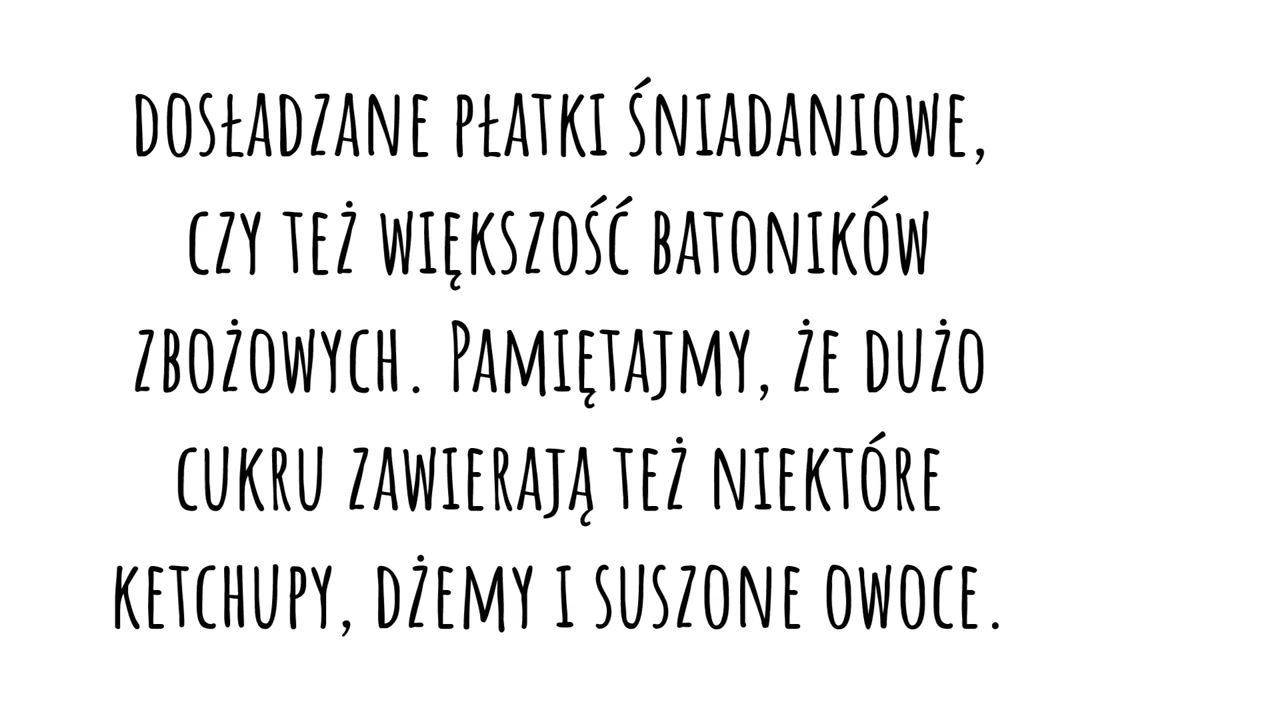 dosładzane płatki śniadaniowe,
czy też większość batoników
zbożowych. Pamiętajmy, że dużo
cukru zawierają też niektóre
ketchupy, dżemy i suszone owoce.